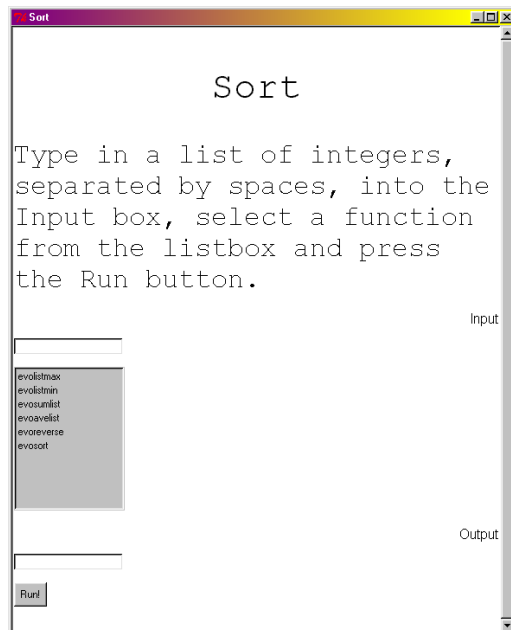 Sort
Sort
Type in a list of integers,
separated by spaces, into the
Input box, select a function
from the listbox and press
the Run button.
Input
evolistmax
evolistmin
evosumlist
evoavelist
evoreverse
evosort
Output
Run!